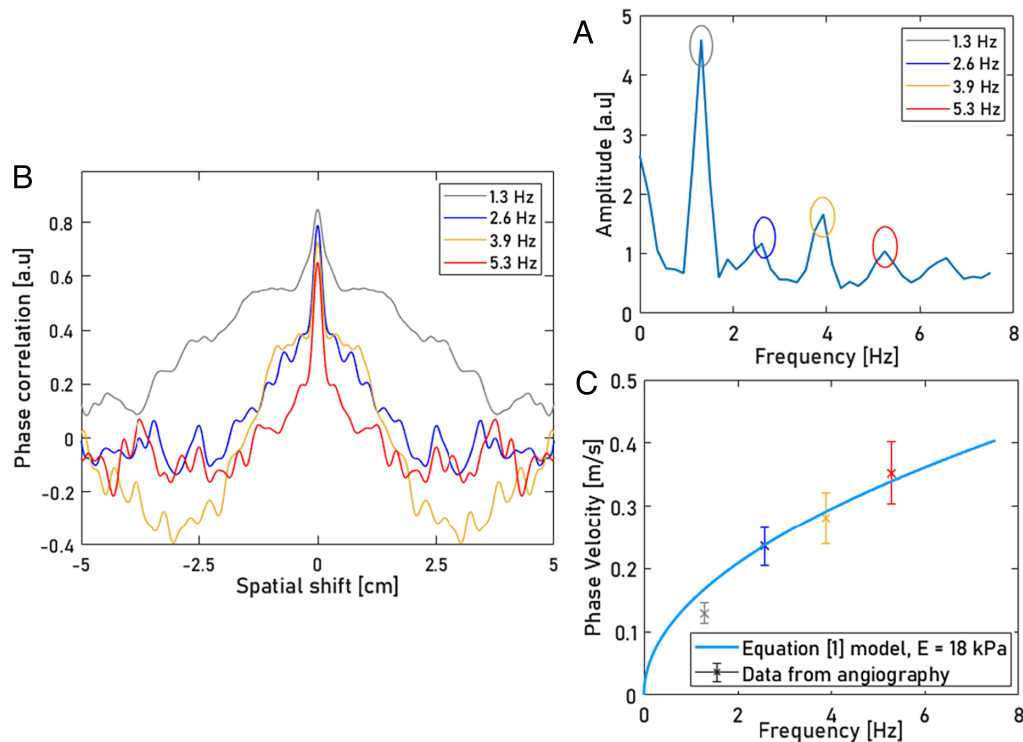 A
5
4
3
2
1
0
Amplitude [a.u]
1.3 Hz
2.6 Hz
3.9 Hz
5.3 Hz
0
2
4
6
8
Frequency [Hz]
B
0.8
0.6
0.4
0.2
0
-0.2
-0.4
Phase correlation [a.u]
1.3 Hz
2.6 Hz
3.9 Hz
5.3 Hz
-5
-2.5
0
2.5
5
Spatial shift [cm]
C
0.5
0.4
0.3
0.2
0.1
0
Phase Velocity [m/s]
Equation [1] model, E = 18 kPa
Data from angiography
0
2
4
6
8
Frequency [Hz]